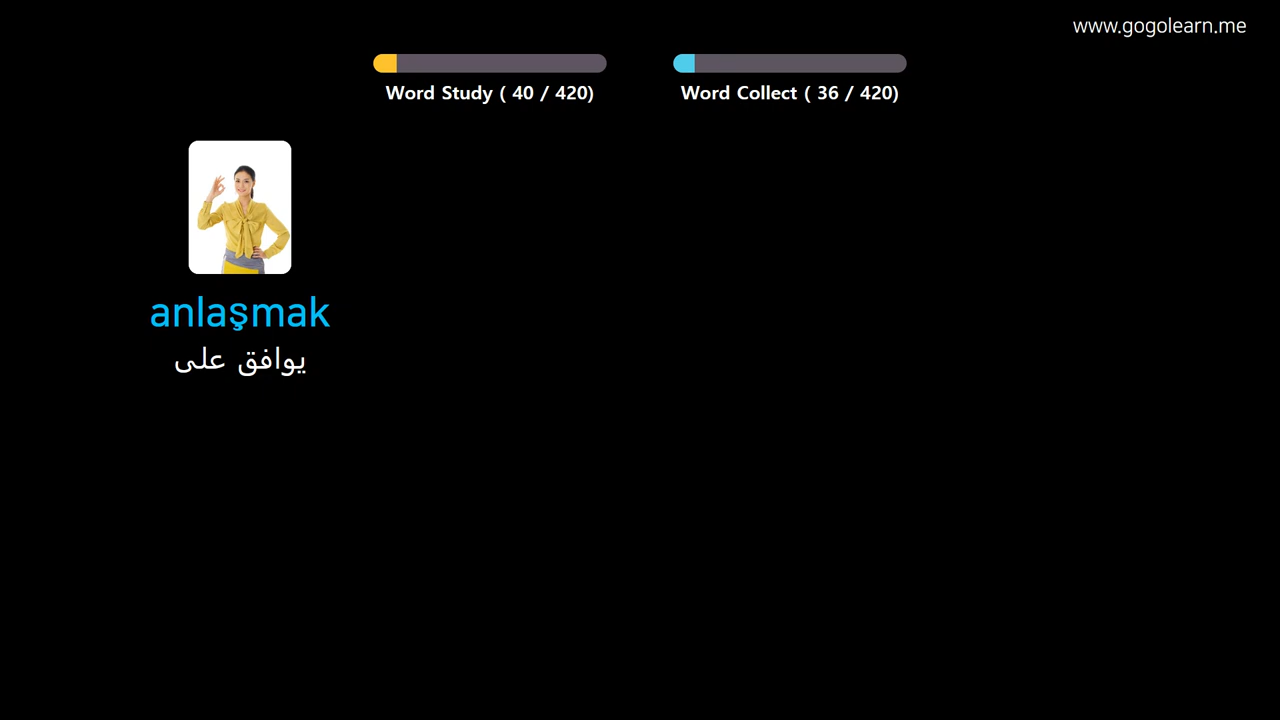 www.gogolearn.me
Word Study ( 40 / 420)
Word Collect ( 36 / 420)
anlaşmak
يوافق على